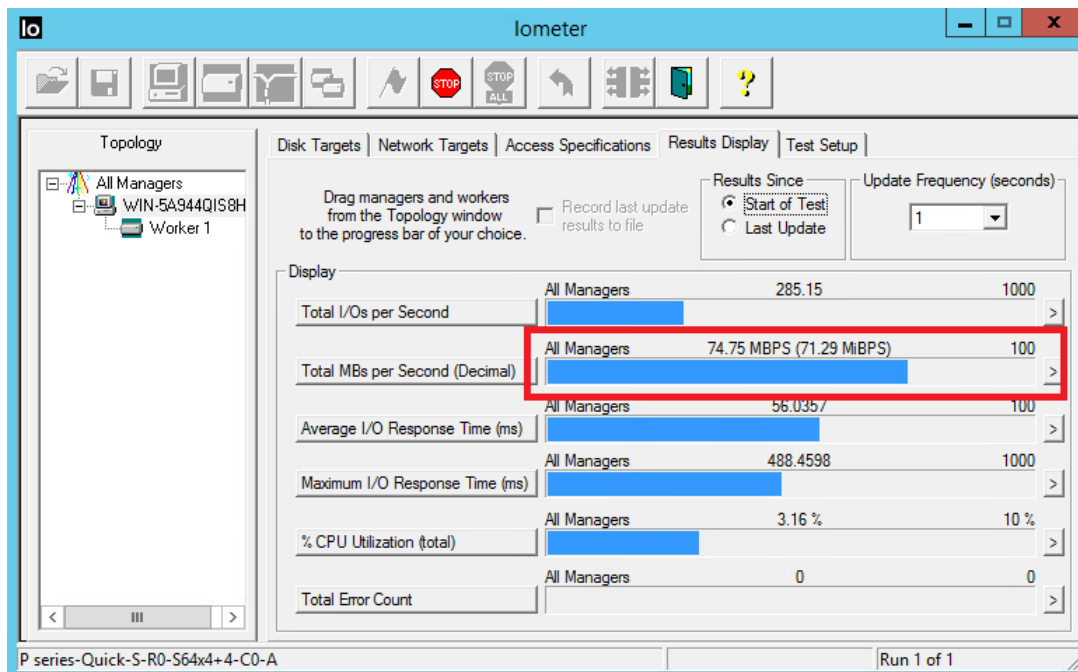 Io
Iometer
STOP
STOP
ALL
Topology
All Managers
WIN-5A944QIS8H
Worker 1
Disk Targets
Network Targets
Access Specifications
Results Display
Test Setup
Drag managers and workers
from the Topology window
to the progress bar of your choice.
Record last update
results to file
Results Since
Start of Test
Last Update
Update Frequency (seconds)
1
Display
All Managers 285.15 1000
Total I/Os per Second >
All Managers 74.75 MBPS (71.29 MiBPS) 100
Total MBs per Second (Decimal) >
All Managers 56.0357 100
Average I/O Response Time (ms) >
All Managers 488.4598 1000
Maximum I/O Response Time (ms) >
All Managers 3.16 % 10 %
% CPU Utilization (total) >
All Managers 0 0
Total Error Count >
P series-Quick-S-R0-S64x4+4-C0-A
Run 1 of 1